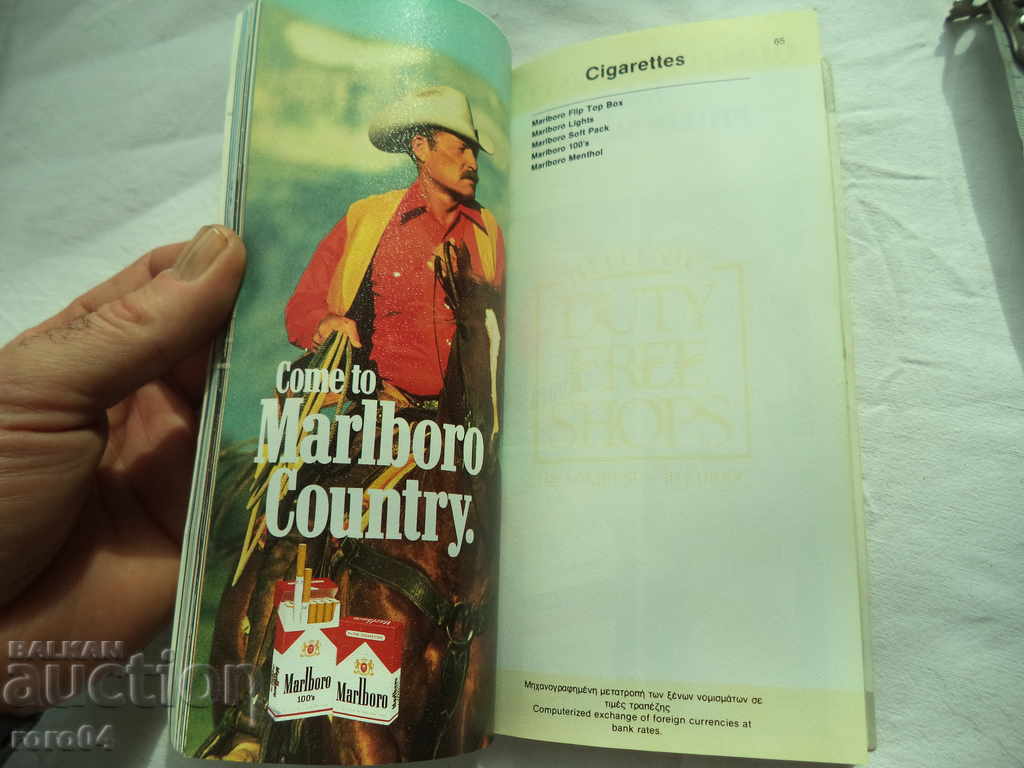 Come to
Marlboro
Country.
Marlboro
100's
Marlboro
65
Cigarettes
Marlboro Flip Top Box
Marlboro Lights
Marlboro Soft Pack
Marlboro 100's
Marlboro Menthol
DUTY
FREE
SHOPS
Μηχανογραφημένη μετατροπή των ξένων νομισμάτων σε
τιμές τραπέζης
Computerized exchange of foreign currencies at
bank rates.
BALKAN
auction
roro04